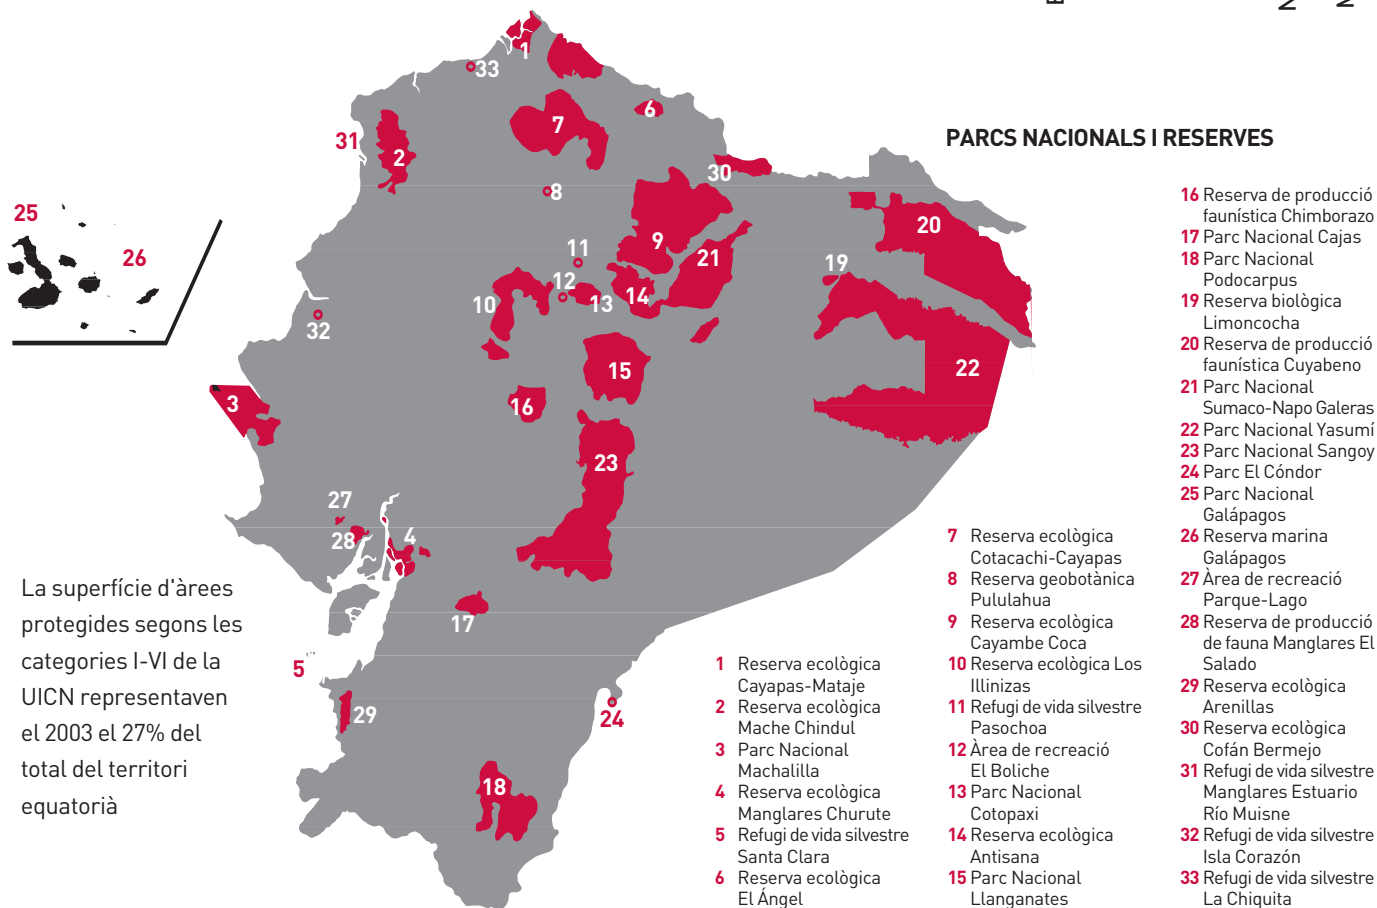 PARCS NACIONALS I RESERVES
1
33
6
7
31
2
30
8
25
26
9
20
11
21
19
12
14
13
10
32
15
22
3
16
23
27
28
4
17
5
29
24
18
La superfície d'àrees
protegides segons les
categories I-VI de la
UICN representaven
el 2003 el 27% del
total del territori
equatorià
1 Reserva ecològica
Cayapas-Mataje
2 Reserva ecològica
Mache Chindul
3 Parc Nacional
Machalilla
4 Reserva ecològica
Manglares Churute
5 Refugi de vida silvestre
Santa Clara
6 Reserva ecològica
El Ángel
7 Reserva ecològica
Cotacachi-Cayapas
8 Reserva geobotànica
Pululahua
9 Reserva ecològica
Cayambe Coca
10 Reserva ecològica Los
Illinizas
11 Refugi de vida silvestre
Pasochoa
12 Àrea de recreació
El Boliche
13 Parc Nacional
Cotopaxi
14 Reserva ecològica
Antisana
15 Parc Nacional
Llanganates
16 Reserva de producció
faunística Chimborazo
17 Parc Nacional Cajas
18 Parc Nacional
Podocarpus
19 Reserva biològica
Limoncocha
20 Reserva de producció
faunística Cuyabeno
21 Parc Nacional
Sumaco-Napo Galeras
22 Parc Nacional Yasumí
23 Parc Nacional Sangoy
24 Parc El Cóndor
25 Parc Nacional
Galápagos
26 Reserva marina
Galápagos
27 Àrea de recreació
Parque-Lago
28 Reserva de producció
de fauna Manglares El
Salado
29 Reserva ecològica
Arenillas
30 Reserva ecològica
Cofán Bermejo
31 Refugi de vida silvestre
Manglares Estuario
Río Muisne
32 Refugi de vida silvestre
Isla Corazón
33 Refugi de vida silvestre
La Chiquita